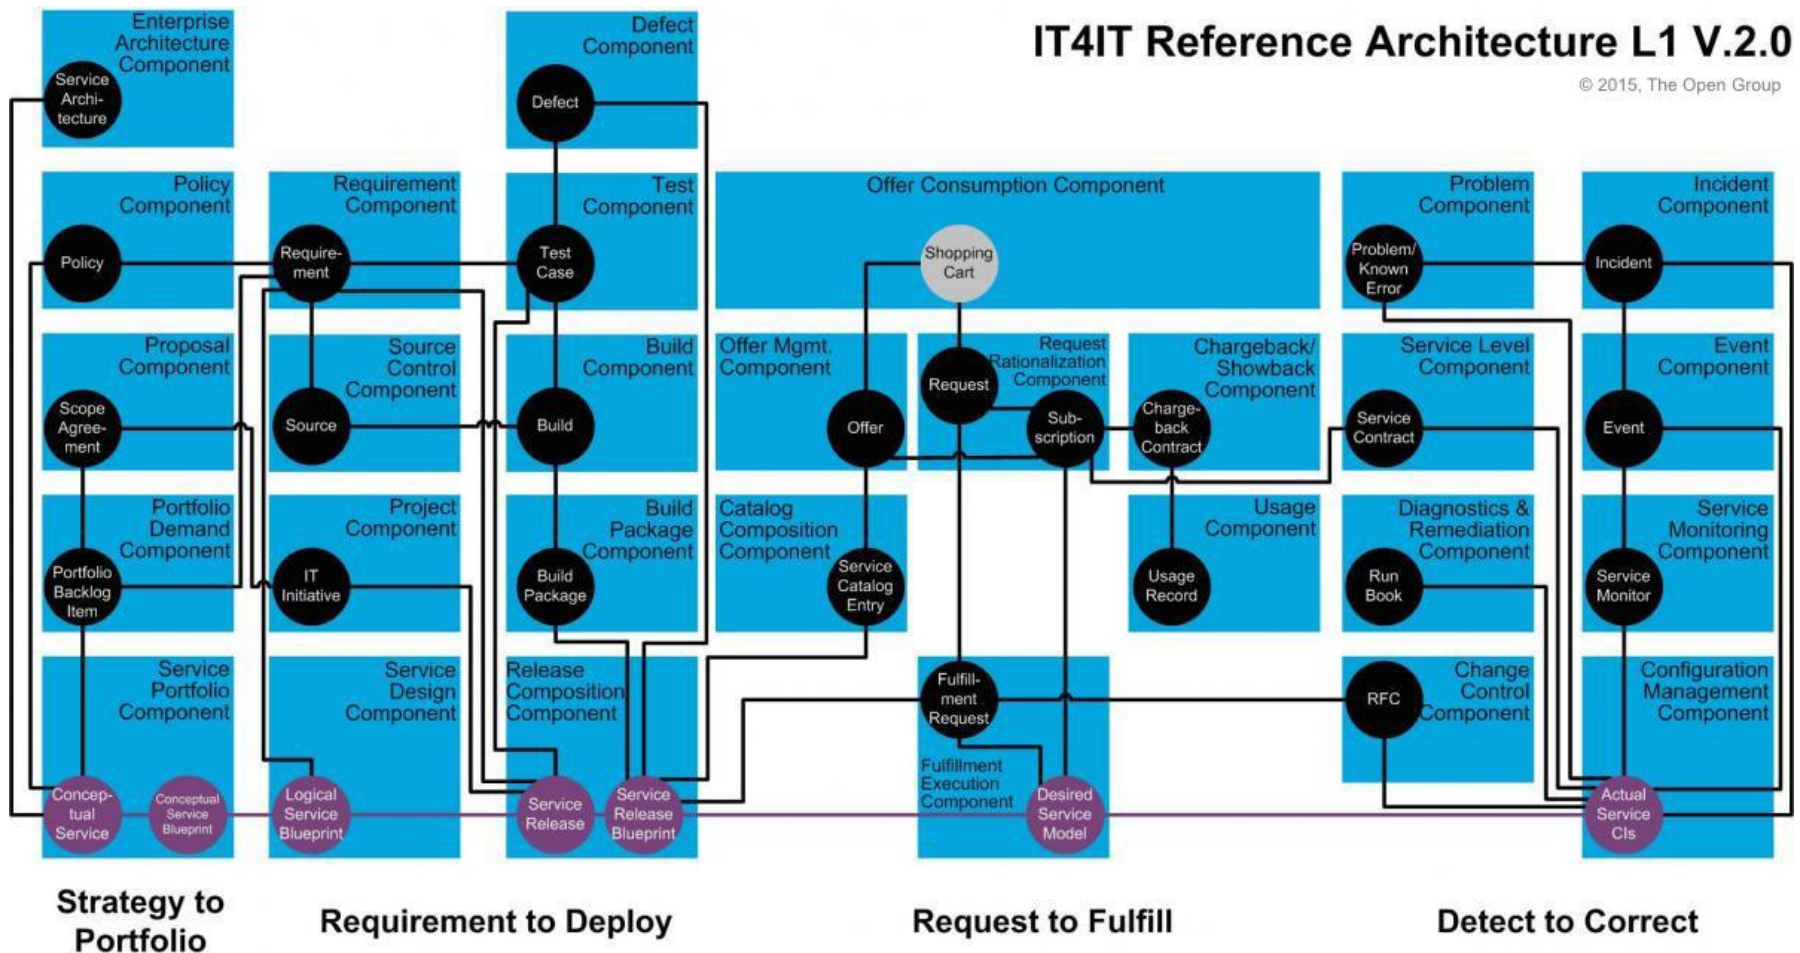 IT4IT Reference Architecture L1 V.2.0
© 2015, The Open Group
Enterprise
Architecture
Component
Service
Archi-
tecture
Defect
Component
Defect
Policy
Component
Policy
Requirement
Component
Require-
ment
Test
Component
Test
Case
Offer Consumption Component
Shopping
Cart
Problem
Component
Problem/
Known
Error
Incident
Component
Incident
Proposal
Component
Scope
Agree-
ment
Source
Control
Component
Source
Build
Component
Build
Offer Mgmt.
Component
Offer
Request
Rationalization
Component
Request
Sub-
scription
Chargeback/
Showback
Component
Charge-
back
Contract
Service Level
Component
Service
Contract
Event
Component
Event
Portfolio
Demand
Component
Portfolio
Backlog
Item
Project
Component
IT
Initiative
Build
Package
Component
Build
Package
Catalog
Composition
Component
Service
Catalog
Entry
Usage
Component
Usage
Record
Diagnostics &
Remediation
Component
Run
Book
Service
Monitoring
Component
Service
Monitor
Service
Portfolio
Component
Concep-
tual
Service
Conceptual
Service
Blueprint
Service
Design
Component
Logical
Service
Blueprint
Release
Composition
Component
Service
Release
Service
Release
Blueprint
Fulfill-
ment
Request
Fulfillment
Execution
Component
Desired
Service
Model
Change
Control
Component
RFC
Configuration
Management
Component
Actual
Service
CIs
Strategy to
Portfolio
Requirement to Deploy
Request to Fulfill
Detect to Correct